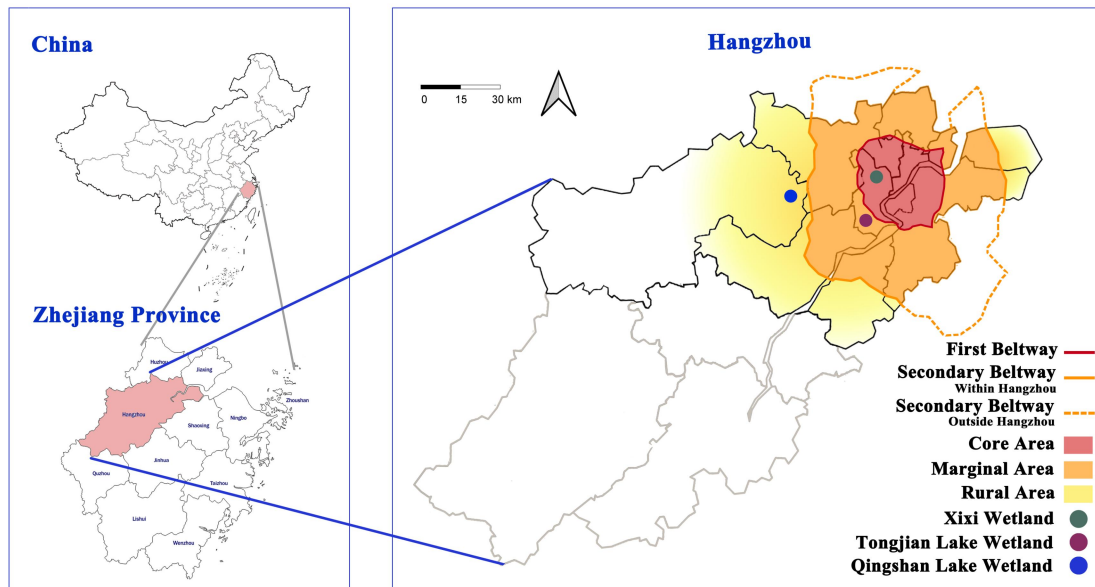 China
Zhejiang Province
Huzhou
Jiaxing
Hangzhou
Zhoushan
Shaoxing
Ningbo
Jinhua
Quzhou
Taizhou
Lishui
Wenzhou
Hangzhou
0 15 30 km
First Beltway
Secondary Beltway
Within Hangzhou
Secondary Beltway
Outside Hangzhou
Core Area
Marginal Area
Rural Area
Xixi Wetland
Tongjian Lake Wetland
Qingshan Lake Wetland